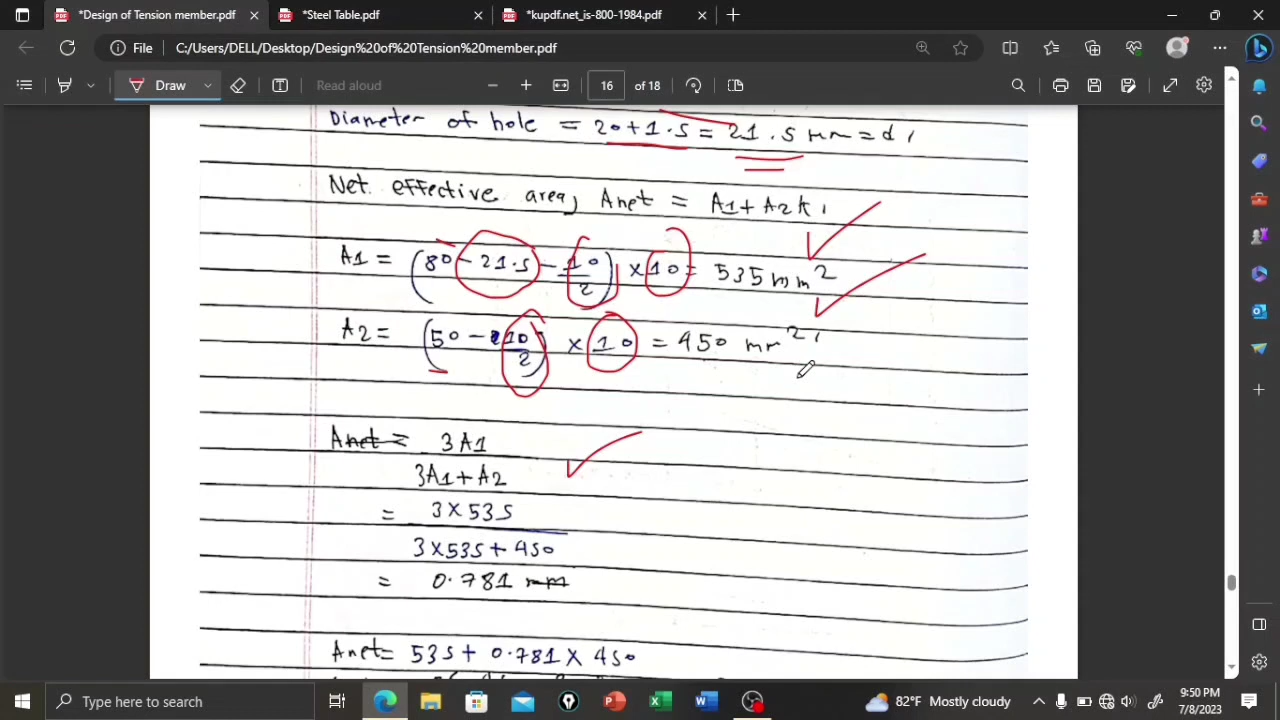 *Design of Tension member.pdf
*Steel Table.pdf
*kupdf.net_is-800-1984.pdf
File
C:/Users/DELL/Desktop/Design%20of%20Tension%20member.pdf
Draw
Read aloud
16 of 18
Diameter of hole = 20+1.5 = 21.5 mm = d'
Net effective area, Anet = A1+A2k,
A1 = (80 - 21.5 - 10/2) × 10 = 535 mm²
A2 = (50 - 10/2) × 10 = 450 mm²,
Anet = 3A1
3A1+A2
= 3×535
3×535+450
= 0.781 mm
Anet = 535 + 0.781 × 450
Type here to search
82°F Mostly cloudy
9:50 PM
7/8/2023